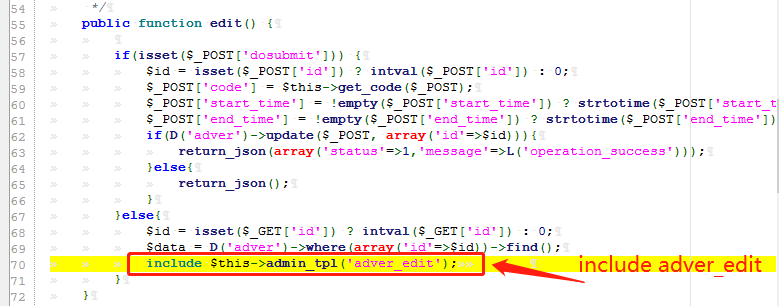 54 */
55 public function edit() {
56
57 if(isset($_POST['dosubmit'])) {
58 $id = isset($_POST['id']) ? intval($_POST['id']) : 0;
59 $_POST['code'] = $this->get_code($_POST);
60 $_POST['start_time'] = !empty($_POST['start_time']) ? strtotime($_POST['start_t
61 $_POST['end_time'] = !empty($_POST['end_time']) ? strtotime($_POST['end_time'])
62 if(D('adver')->update($_POST, array('id'=>$id))){
63 return_json(array('status'=>1,'message'=>L('operation_success')));
64 }else{
65 return_json();
66 }
67 }else{
68 $id = isset($_GET['id']) ? intval($_GET['id']) : 0;
69 $data = D('adver')->where(array('id'=>$id))->find();
70 include $this->admin_tpl('adver_edit');
include adver_edit
71 }
72 }